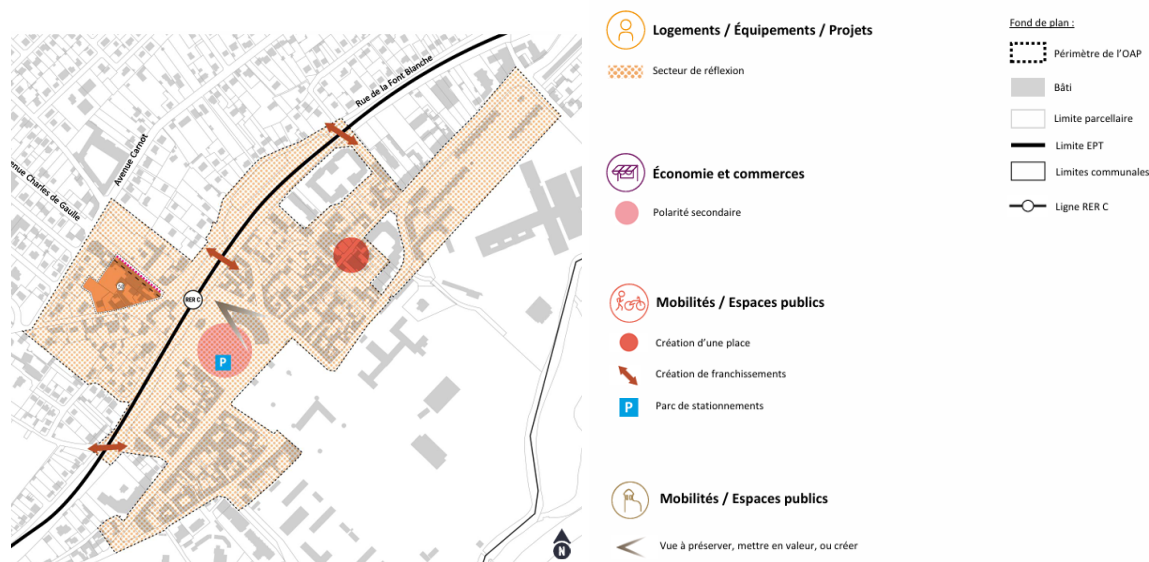 Rue de la Font Blanche
Avenue Carnot
enue Charles de Gaulle
RER C
P
N
Logements / Équipements / Projets
Secteur de réflexion
Économie et commerces
Polarité secondaire
Mobilités / Espaces publics
Création d'une place
Création de franchissements
P
Parc de stationnements
Mobilités / Espaces publics
Vue à préserver, mettre en valeur, ou créer
Fond de plan :
Périmètre de l'OAP
Bâti
Limite parcellaire
Limite EPT
Limites communales
Ligne RER C